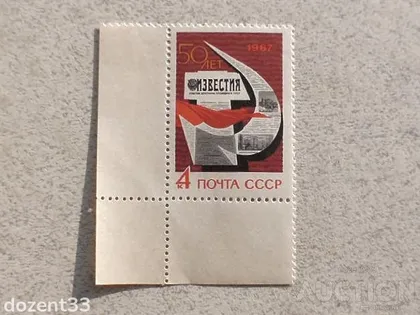 50 1967
ЛЕТ
ИЗВЕСТИЯ
4 К ПОЧТА СССР
dozent33
AUCTION